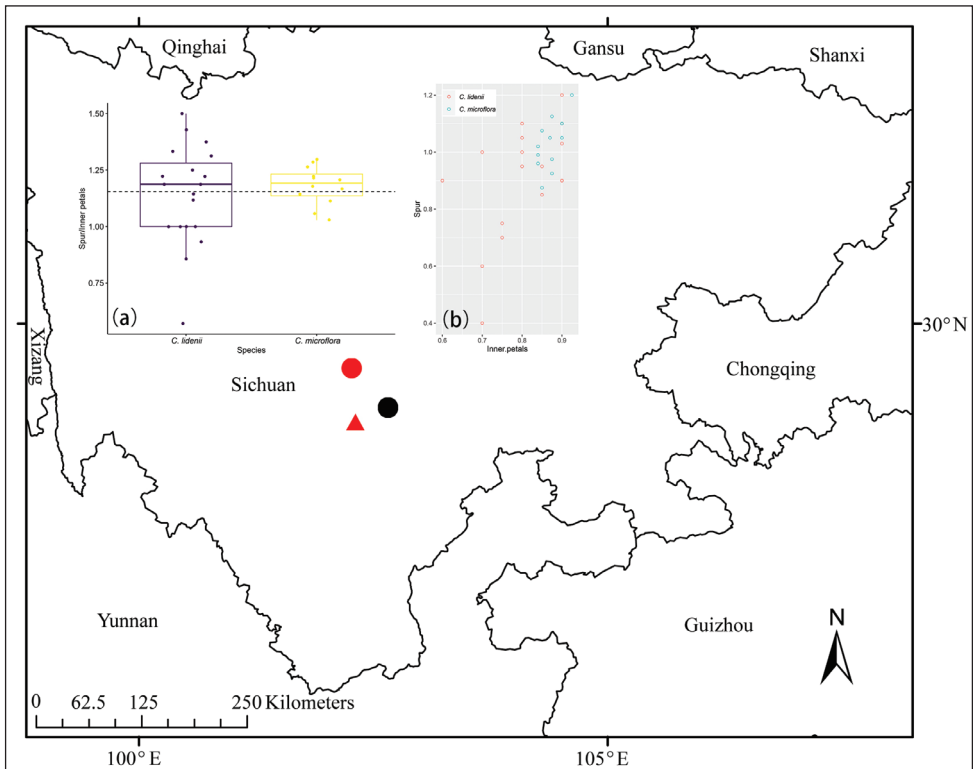 Qinghai
Gansu
Shanxi
1.50
1.25
1.00
0.75
Spur/Inner petals
(a)
C. lidenii
C. microflora
Species
C. lidenii
C. microflora
1.2
1.0
0.8
0.6
0.4
Spur
(b)
0.6 0.7 0.8 0.9
Inner.petals
Xizang
30°N
Sichuan
Chongqing
Yunnan
Guizhou
N
0 62.5 125 250 Kilometers
100°E
105°E